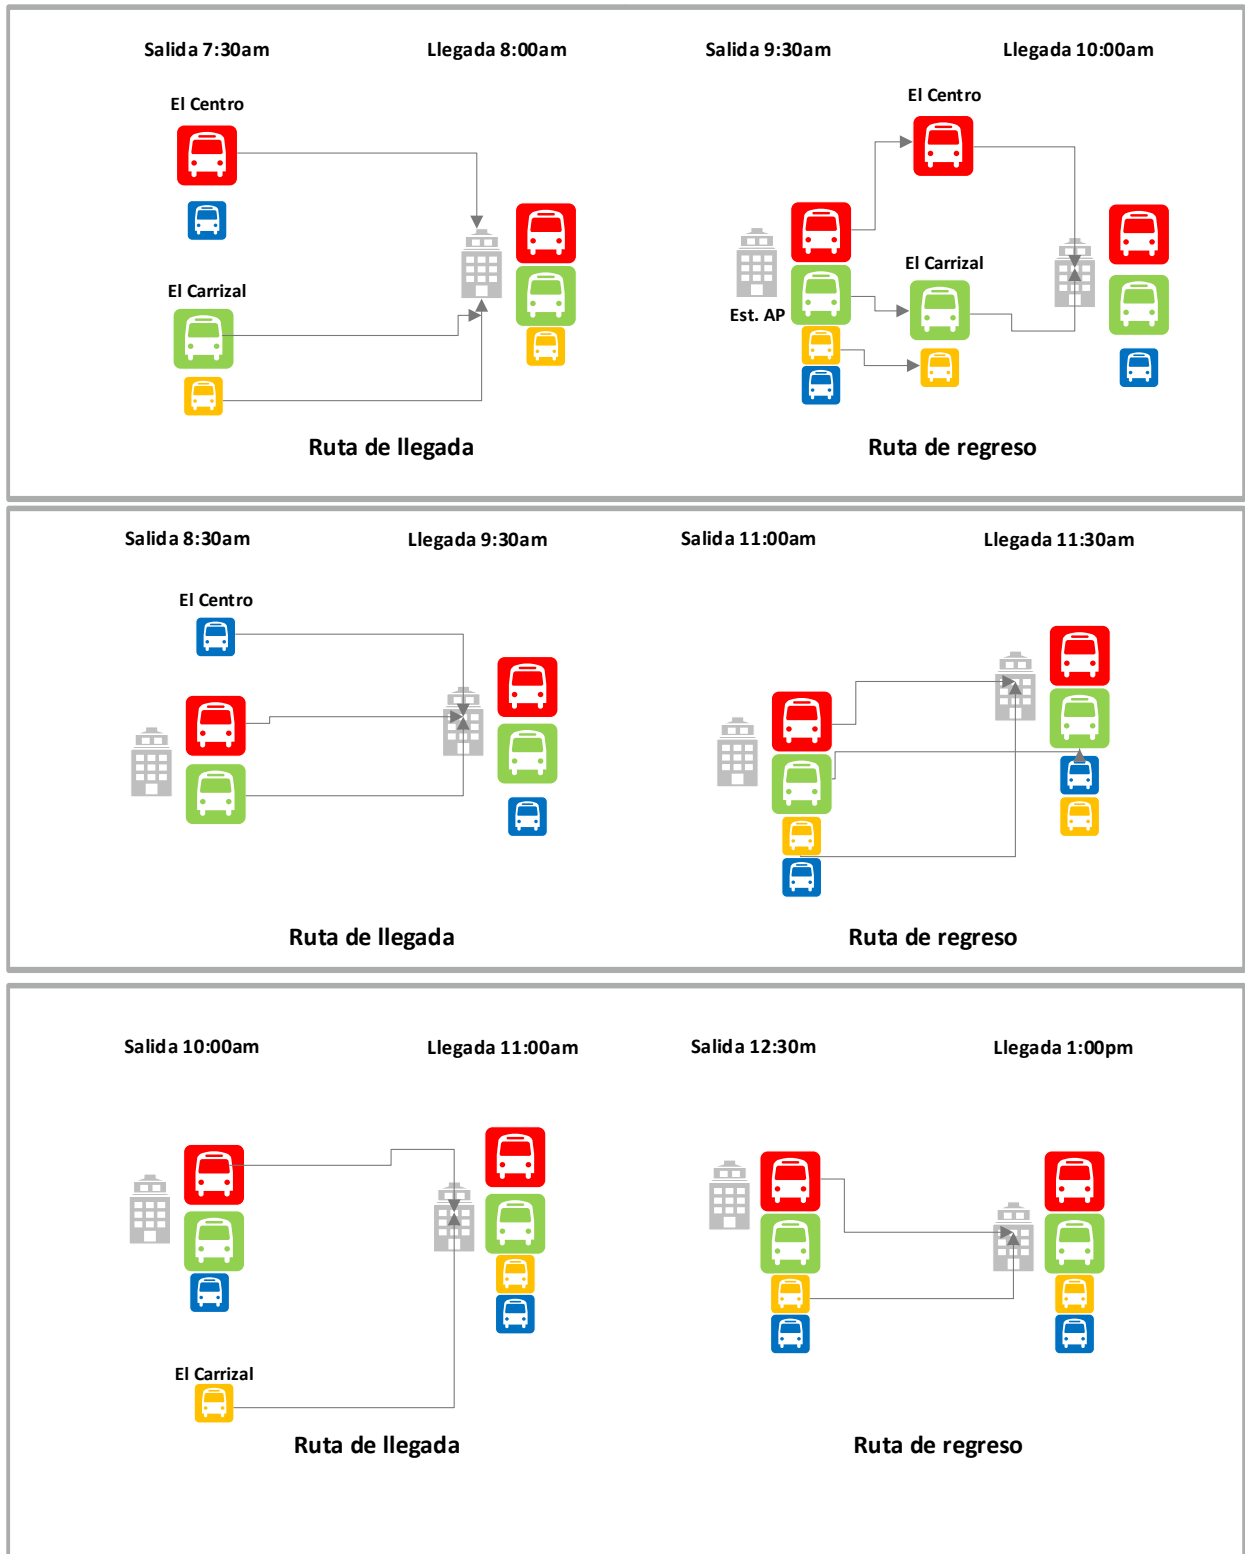 Salida 7:30am
Llegada 8:00am
Salida 9:30am
Llegada 10:00am
El Centro
El Centro
El Carrizal
El Carrizal
Est. AP
Ruta de llegada
Ruta de regreso
Salida 8:30am
Llegada 9:30am
Salida 11:00am
Llegada 11:30am
El Centro
Ruta de llegada
Ruta de regreso
Salida 10:00am
Llegada 11:00am
Salida 12:30m
Llegada 1:00pm
El Carrizal
Ruta de llegada
Ruta de regreso